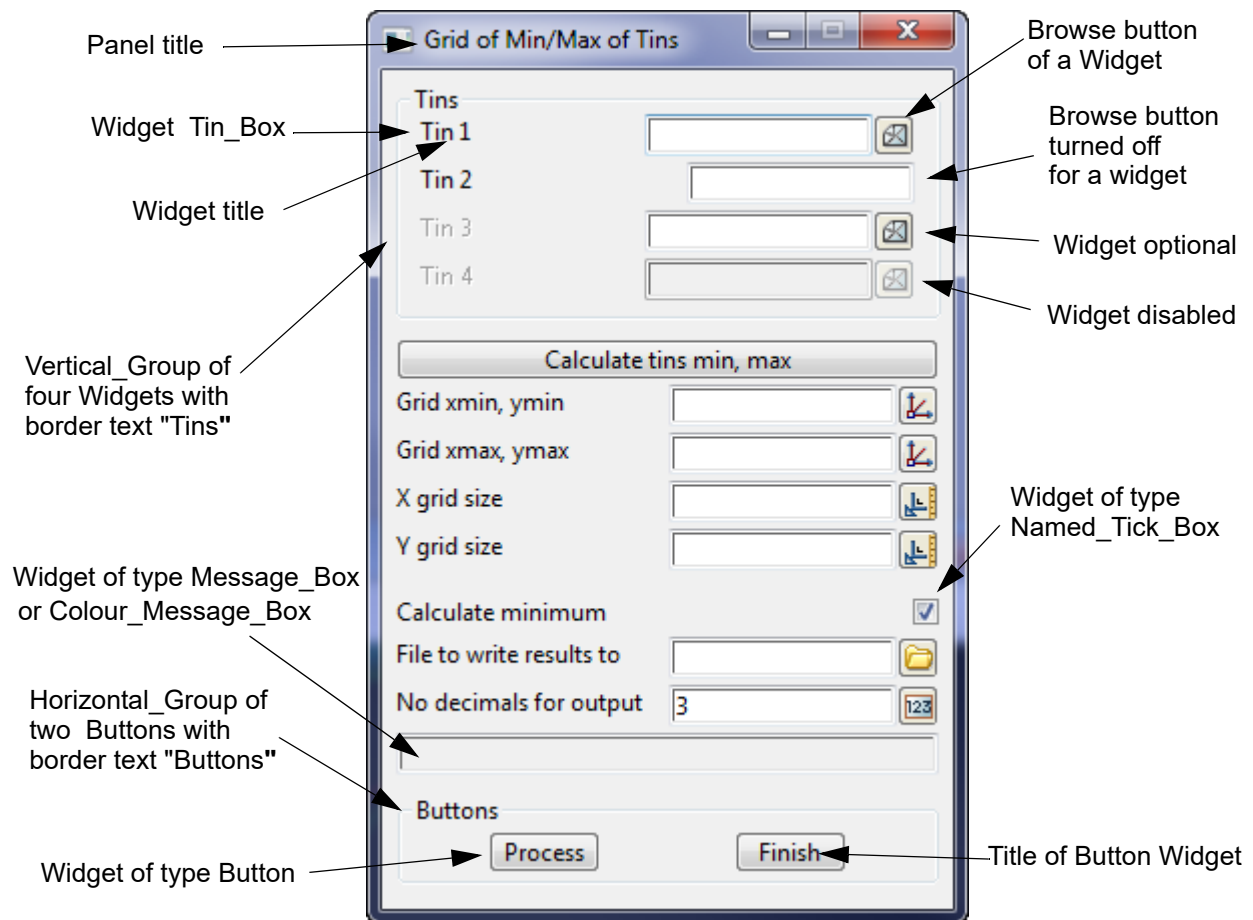 Panel title
Grid of Min/Max of Tins
Browse button
of a Widget
Tins
Widget Tin_Box
Tin 1
Browse button
turned off
for a widget
Tin 2
Widget title
Tin 3
Widget optional
Tin 4
Widget disabled
Vertical_Group of
four Widgets with
border text "Tins"
Calculate tins min, max
Grid xmin, ymin
Grid xmax, ymax
X grid size
Widget of type
Named_Tick_Box
Y grid size
Widget of type Message_Box
or Colour_Message_Box
Calculate minimum
File to write results to
No decimals for output
3
123
Horizontal_Group of
two Buttons with
border text "Buttons"
Buttons
Process
Finish
Title of Button Widget
Widget of type Button